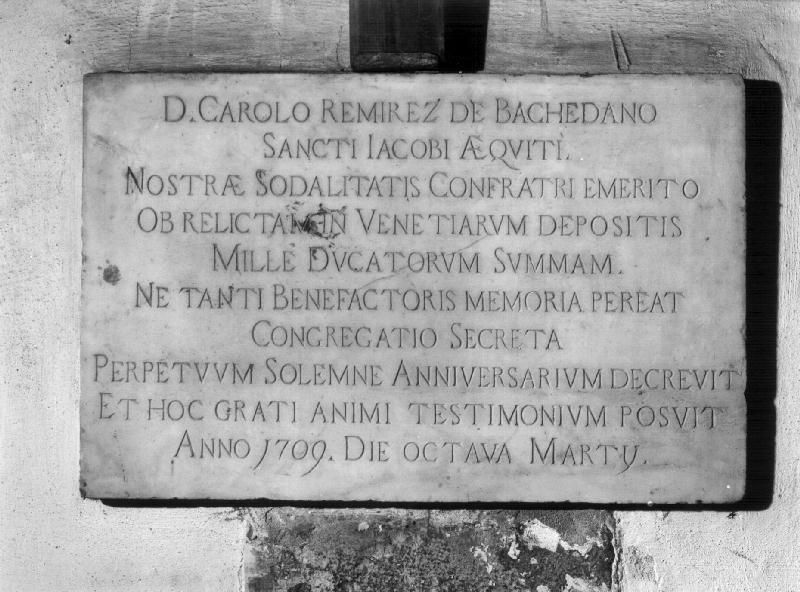 D. CAROLO REMIREZ DE BACHEDANO
SANCTI IACOBI ÆQVITI.
NOSTRÆ SODALITATIS CONFRATRI EMERITO
OB RELICTAM IN VENETIARVM DEPOSITIS
MILLE DVCATORVM SVMMAM.
NE TANTI BENEFACTORIS MEMORIA PEREAT
CONGREGATIO SECRETA
PERPETVVM SOLEMNE ANNIVERSARIVM DECREVIT
ET HOC GRATI ANIMI TESTIMONIVM POSVIT
ANNO 1709. DIE OCTAVA MARTIJ.